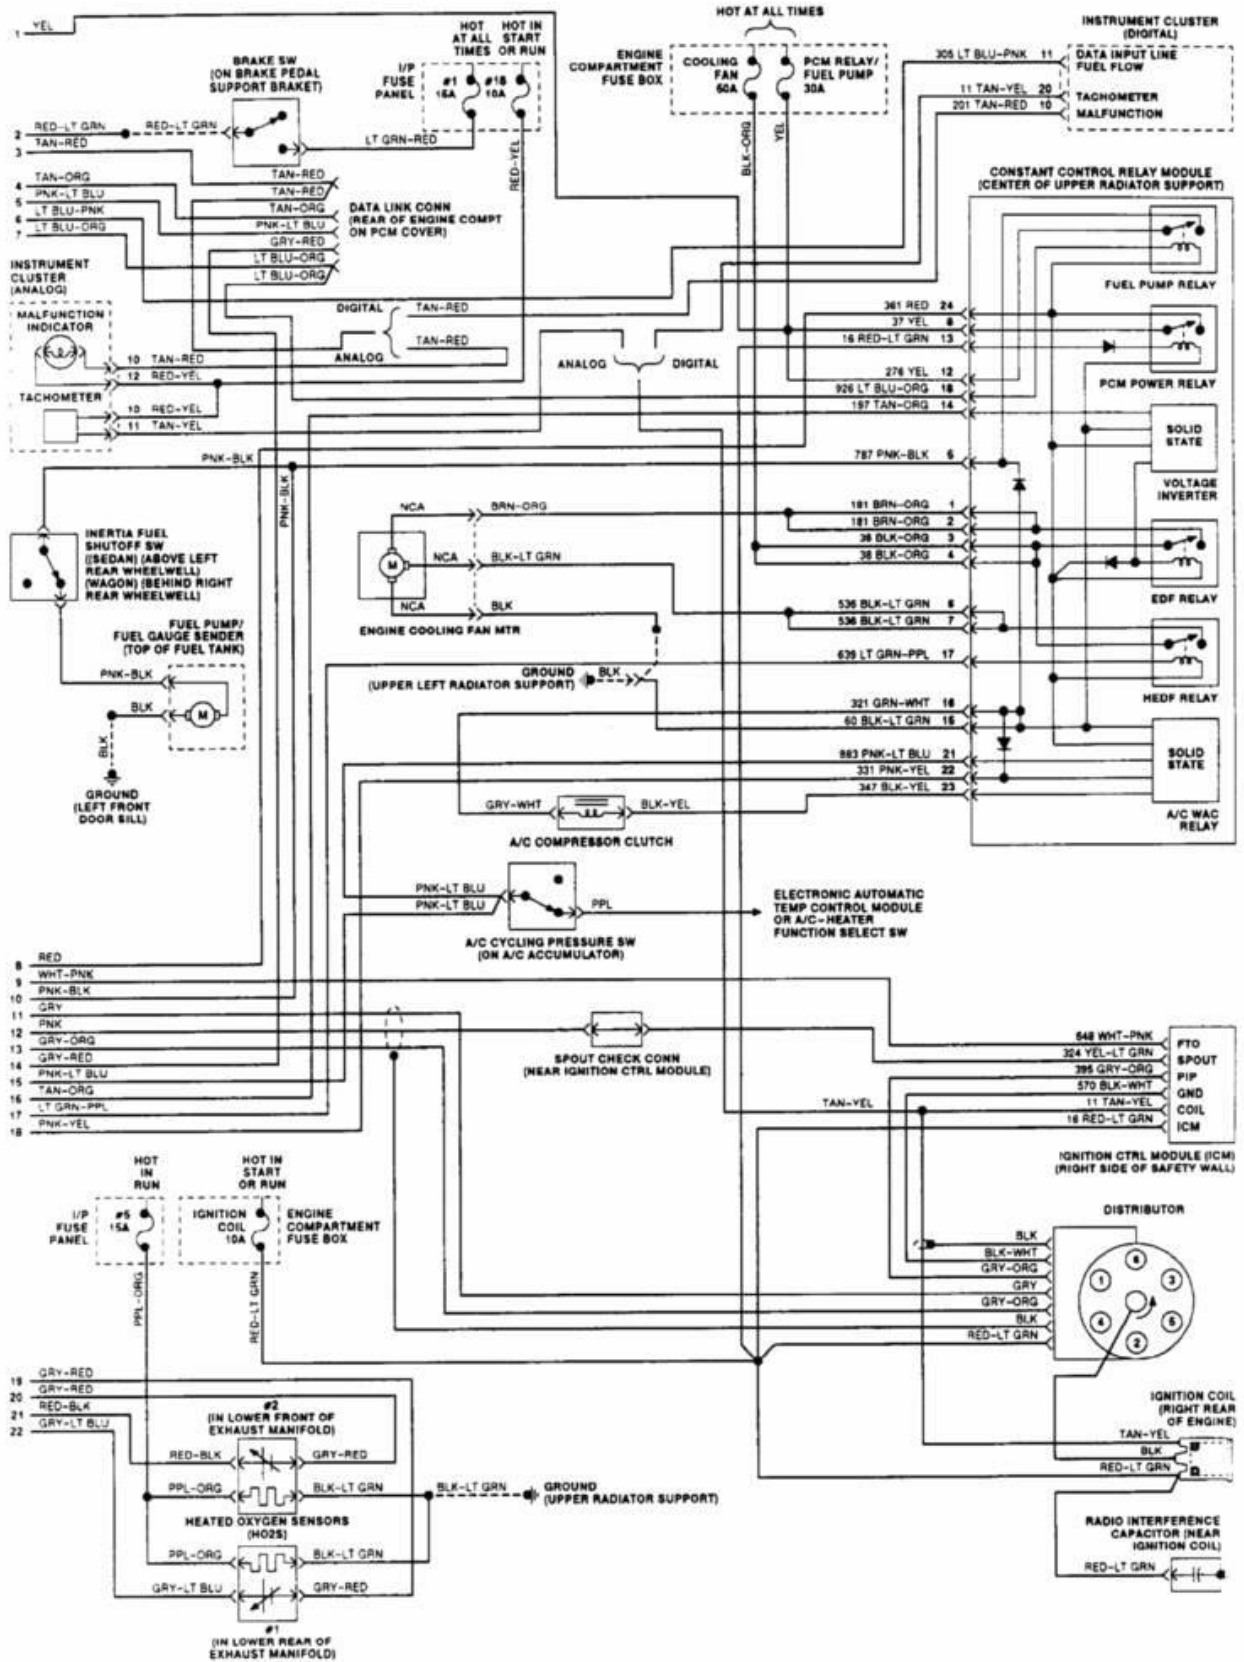 1 YEL
HOT AT ALL TIMES
HOT IN START OR RUN
I/P FUSE PANEL
#1 15A
#18 10A
BRAKE SW
(ON BRAKE PEDAL
SUPPORT BRAKET)
2 RED-LT GRN
RED-LT GRN
3 TAN-RED
LT GRN-RED
RED-YEL
4 TAN-ORG
5 PNK-LT BLU
6 LT BLU-PNK
7 LT BLU-ORG
TAN-RED
TAN-RED
TAN-ORG
PNK-LT BLU
GRY-RED
LT BLU-ORG
LT BLU-ORG
DATA LINK CONN
(REAR OF ENGINE COMPT
ON PCM COVER)
HOT AT ALL TIMES
ENGINE
COMPARTMENT
FUSE BOX
COOLING
FAN
60A
PCM RELAY/
FUEL PUMP
30A
BLK-ORG
YEL
INSTRUMENT CLUSTER
(DIGITAL)
305 LT BLU-PNK 11
DATA INPUT LINE
FUEL FLOW
11 TAN-YEL 20
TACHOMETER
201 TAN-RED 10
MALFUNCTION
CONSTANT CONTROL RELAY MODULE
(CENTER OF UPPER RADIATOR SUPPORT)
FUEL PUMP RELAY
PCM POWER RELAY
SOLID
STATE
VOLTAGE
INVERTER
EDF RELAY
HEDF RELAY
SOLID
STATE
A/C WAC
RELAY
361 RED 24
37 YEL 8
16 RED-LT GRN 13
276 YEL 12
926 LT BLU-ORG 18
197 TAN-ORG 14
787 PNK-BLK 5
181 BRN-ORG 1
181 BRN-ORG 2
38 BLK-ORG 3
38 BLK-ORG 4
536 BLK-LT GRN 6
536 BLK-LT GRN 7
639 LT GRN-PPL 17
321 GRN-WHT 16
60 BLK-LT GRN 15
883 PNK-LT BLU 21
331 PNK-YEL 22
347 BLK-YEL 23
INSTRUMENT
CLUSTER
(ANALOG)
MALFUNCTION
INDICATOR
TACHOMETER
10 TAN-RED
12 RED-YEL
10 RED-YEL
11 TAN-YEL
DIGITAL
TAN-RED
ANALOG
TAN-RED
ANALOG
DIGITAL
PNK-BLK
PNK-BLK
INERTIA FUEL
SHUTOFF SW
((SEDAN) (ABOVE LEFT
REAR WHEELWELL)
(WAGON) (BEHIND RIGHT
REAR WHEELWELL)
FUEL PUMP/
FUEL GAUGE SENDER
(TOP OF FUEL TANK)
PNK-BLK
BLK
M
BLK
GROUND
(LEFT FRONT
DOOR SILL)
NCA
BRN-ORG
M
NCA
BLK-LT GRN
NCA
BLK
ENGINE COOLING FAN MTR
GROUND
(UPPER LEFT RADIATOR SUPPORT)
BLK
GRY-WHT
BLK-YEL
A/C COMPRESSOR CLUTCH
PNK-LT BLU
PNK-LT BLU
PPL
A/C CYCLING PRESSURE SW
(ON A/C ACCUMULATOR)
ELECTRONIC AUTOMATIC
TEMP CONTROL MODULE
OR A/C-HEATER
FUNCTION SELECT SW
8 RED
9 WHT-PNK
10 PNK-BLK
11 GRY
12 PNK
13 GRY-ORG
14 GRY-RED
15 PNK-LT BLU
16 TAN-ORG
17 LT GRN-PPL
18 PNK-YEL
SPOUT CHECK CONN
(NEAR IGNITION CTRL MODULE)
TAN-YEL
648 WHT-PNK FTO
324 YEL-LT GRN SPOUT
395 GRY-ORG PIP
570 BLK-WHT GND
11 TAN-YEL COIL
16 RED-LT GRN ICM
IGNITION CTRL MODULE (ICM)
(RIGHT SIDE OF SAFETY WALL)
HOT
IN
RUN
HOT IN
START
OR RUN
I/P
FUSE
PANEL
#5
15A
IGNITION
COIL
10A
ENGINE
COMPARTMENT
FUSE BOX
PPL-ORG
RED-LT GRN
DISTRIBUTOR
BLK
BLK-WHT
GRY-ORG
GRY
GRY-ORG
BLK
RED-LT GRN
6
1 3
4 5
2
19 GRY-RED
20 GRY-RED
21 RED-BLK
22 GRY-LT BLU
#2
(IN LOWER FRONT OF
EXHAUST MANIFOLD)
RED-BLK
GRY-RED
PPL-ORG
BLK-LT GRN
BLK-LT GRN
GROUND
(UPPER RADIATOR SUPPORT)
HEATED OXYGEN SENSORS
(HO2S)
PPL-ORG
BLK-LT GRN
GRY-LT BLU
GRY-RED
#1
(IN LOWER REAR OF
EXHAUST MANIFOLD)
IGNITION COIL
(RIGHT REAR
OF ENGINE)
TAN-YEL
BLK
RED-LT GRN
RADIO INTERFERENCE
CAPACITOR (NEAR
IGNITION COIL)
RED-LT GRN